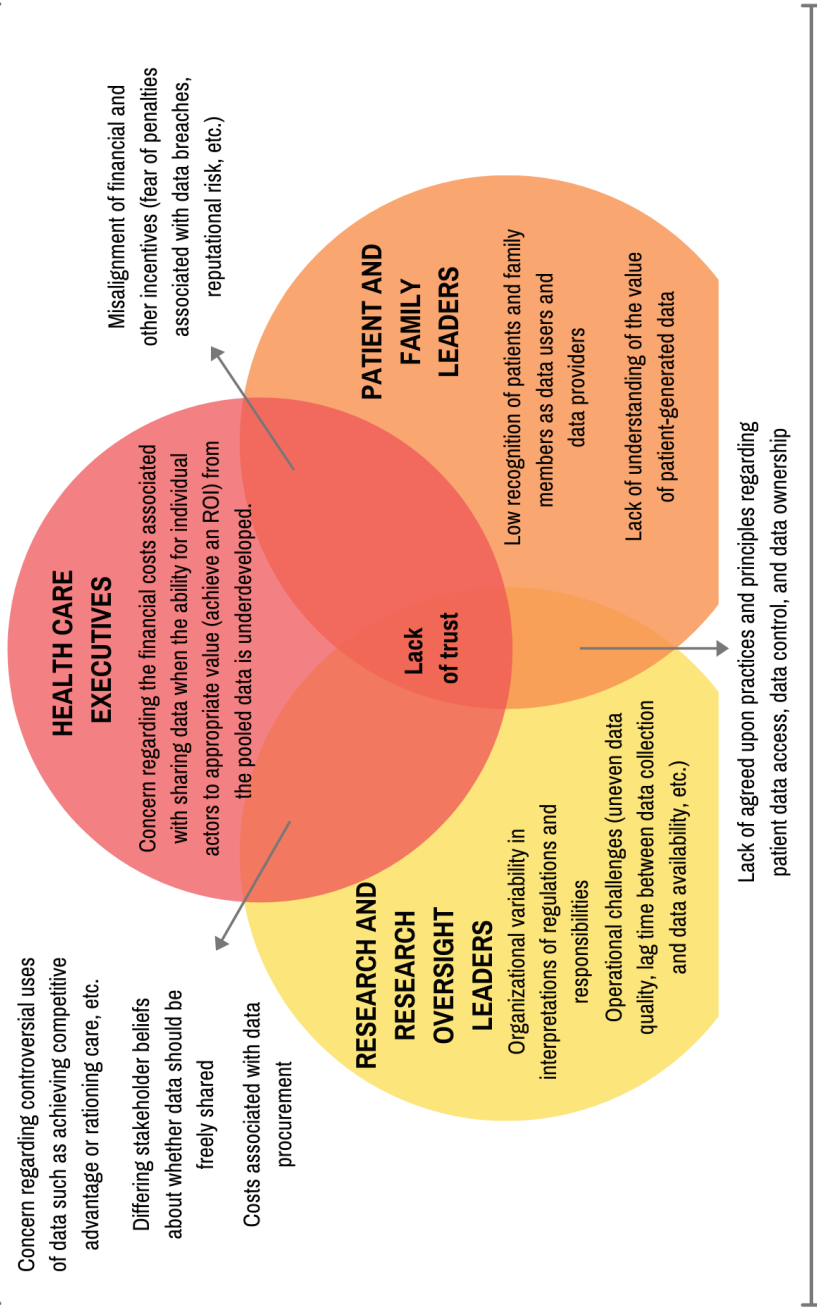 HEALTH CARE
EXECUTIVES
Concern regarding the financial costs associated
with sharing data when the ability for individual
actors to appropriate value (achieve an ROI) from
the pooled data is underdeveloped.
Concern regarding controversial uses
of data such as achieving competitive
advantage or rationing care, etc.
Differing stakeholder beliefs
about whether data should be
freely shared
Costs associated with data
procurement
Misalignment of financial and
other incentives (fear of penalties
associated with data breaches,
reputational risk, etc.)
Lack
of trust
RESEARCH AND
RESEARCH
OVERSIGHT
LEADERS
Organizational variability in
interpretations of regulations and
responsibilities
Operational challenges (uneven data
quality, lag time between data collection
and data availability, etc.)
PATIENT AND
FAMILY
LEADERS
Low recognition of patients and family
members as data users and
data providers
Lack of understanding of the value
of patient-generated data
Lack of agreed upon practices and principles regarding
patient data access, data control, and data ownership